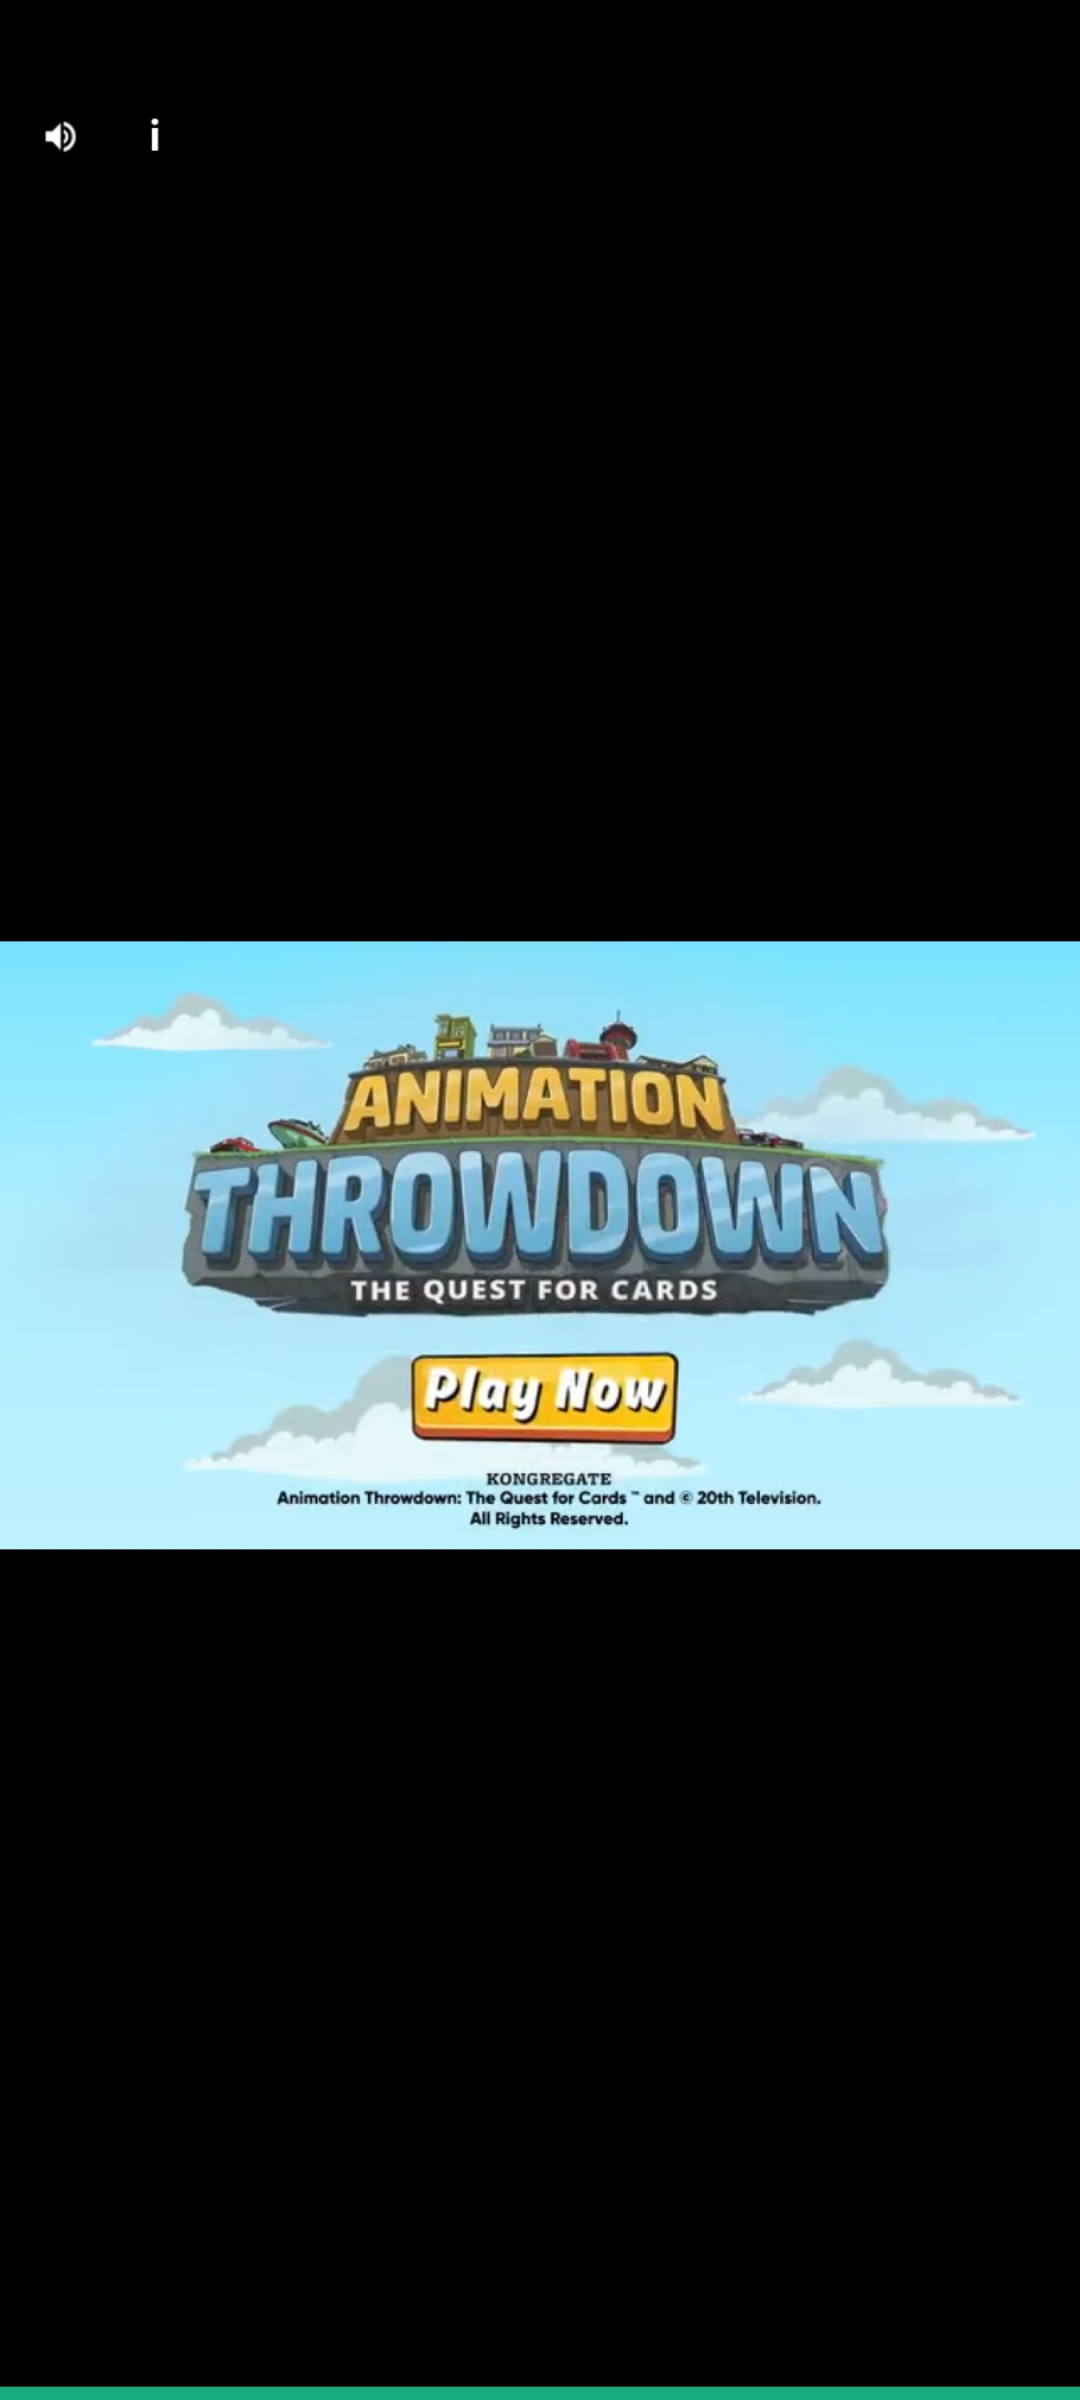 i
ANIMATION
THROWDOWN
THE QUEST FOR CARDS
Play Now
KONGREGATE
Animation Throwdown: The Quest for Cards ™ and © 20th Television.
All Rights Reserved.